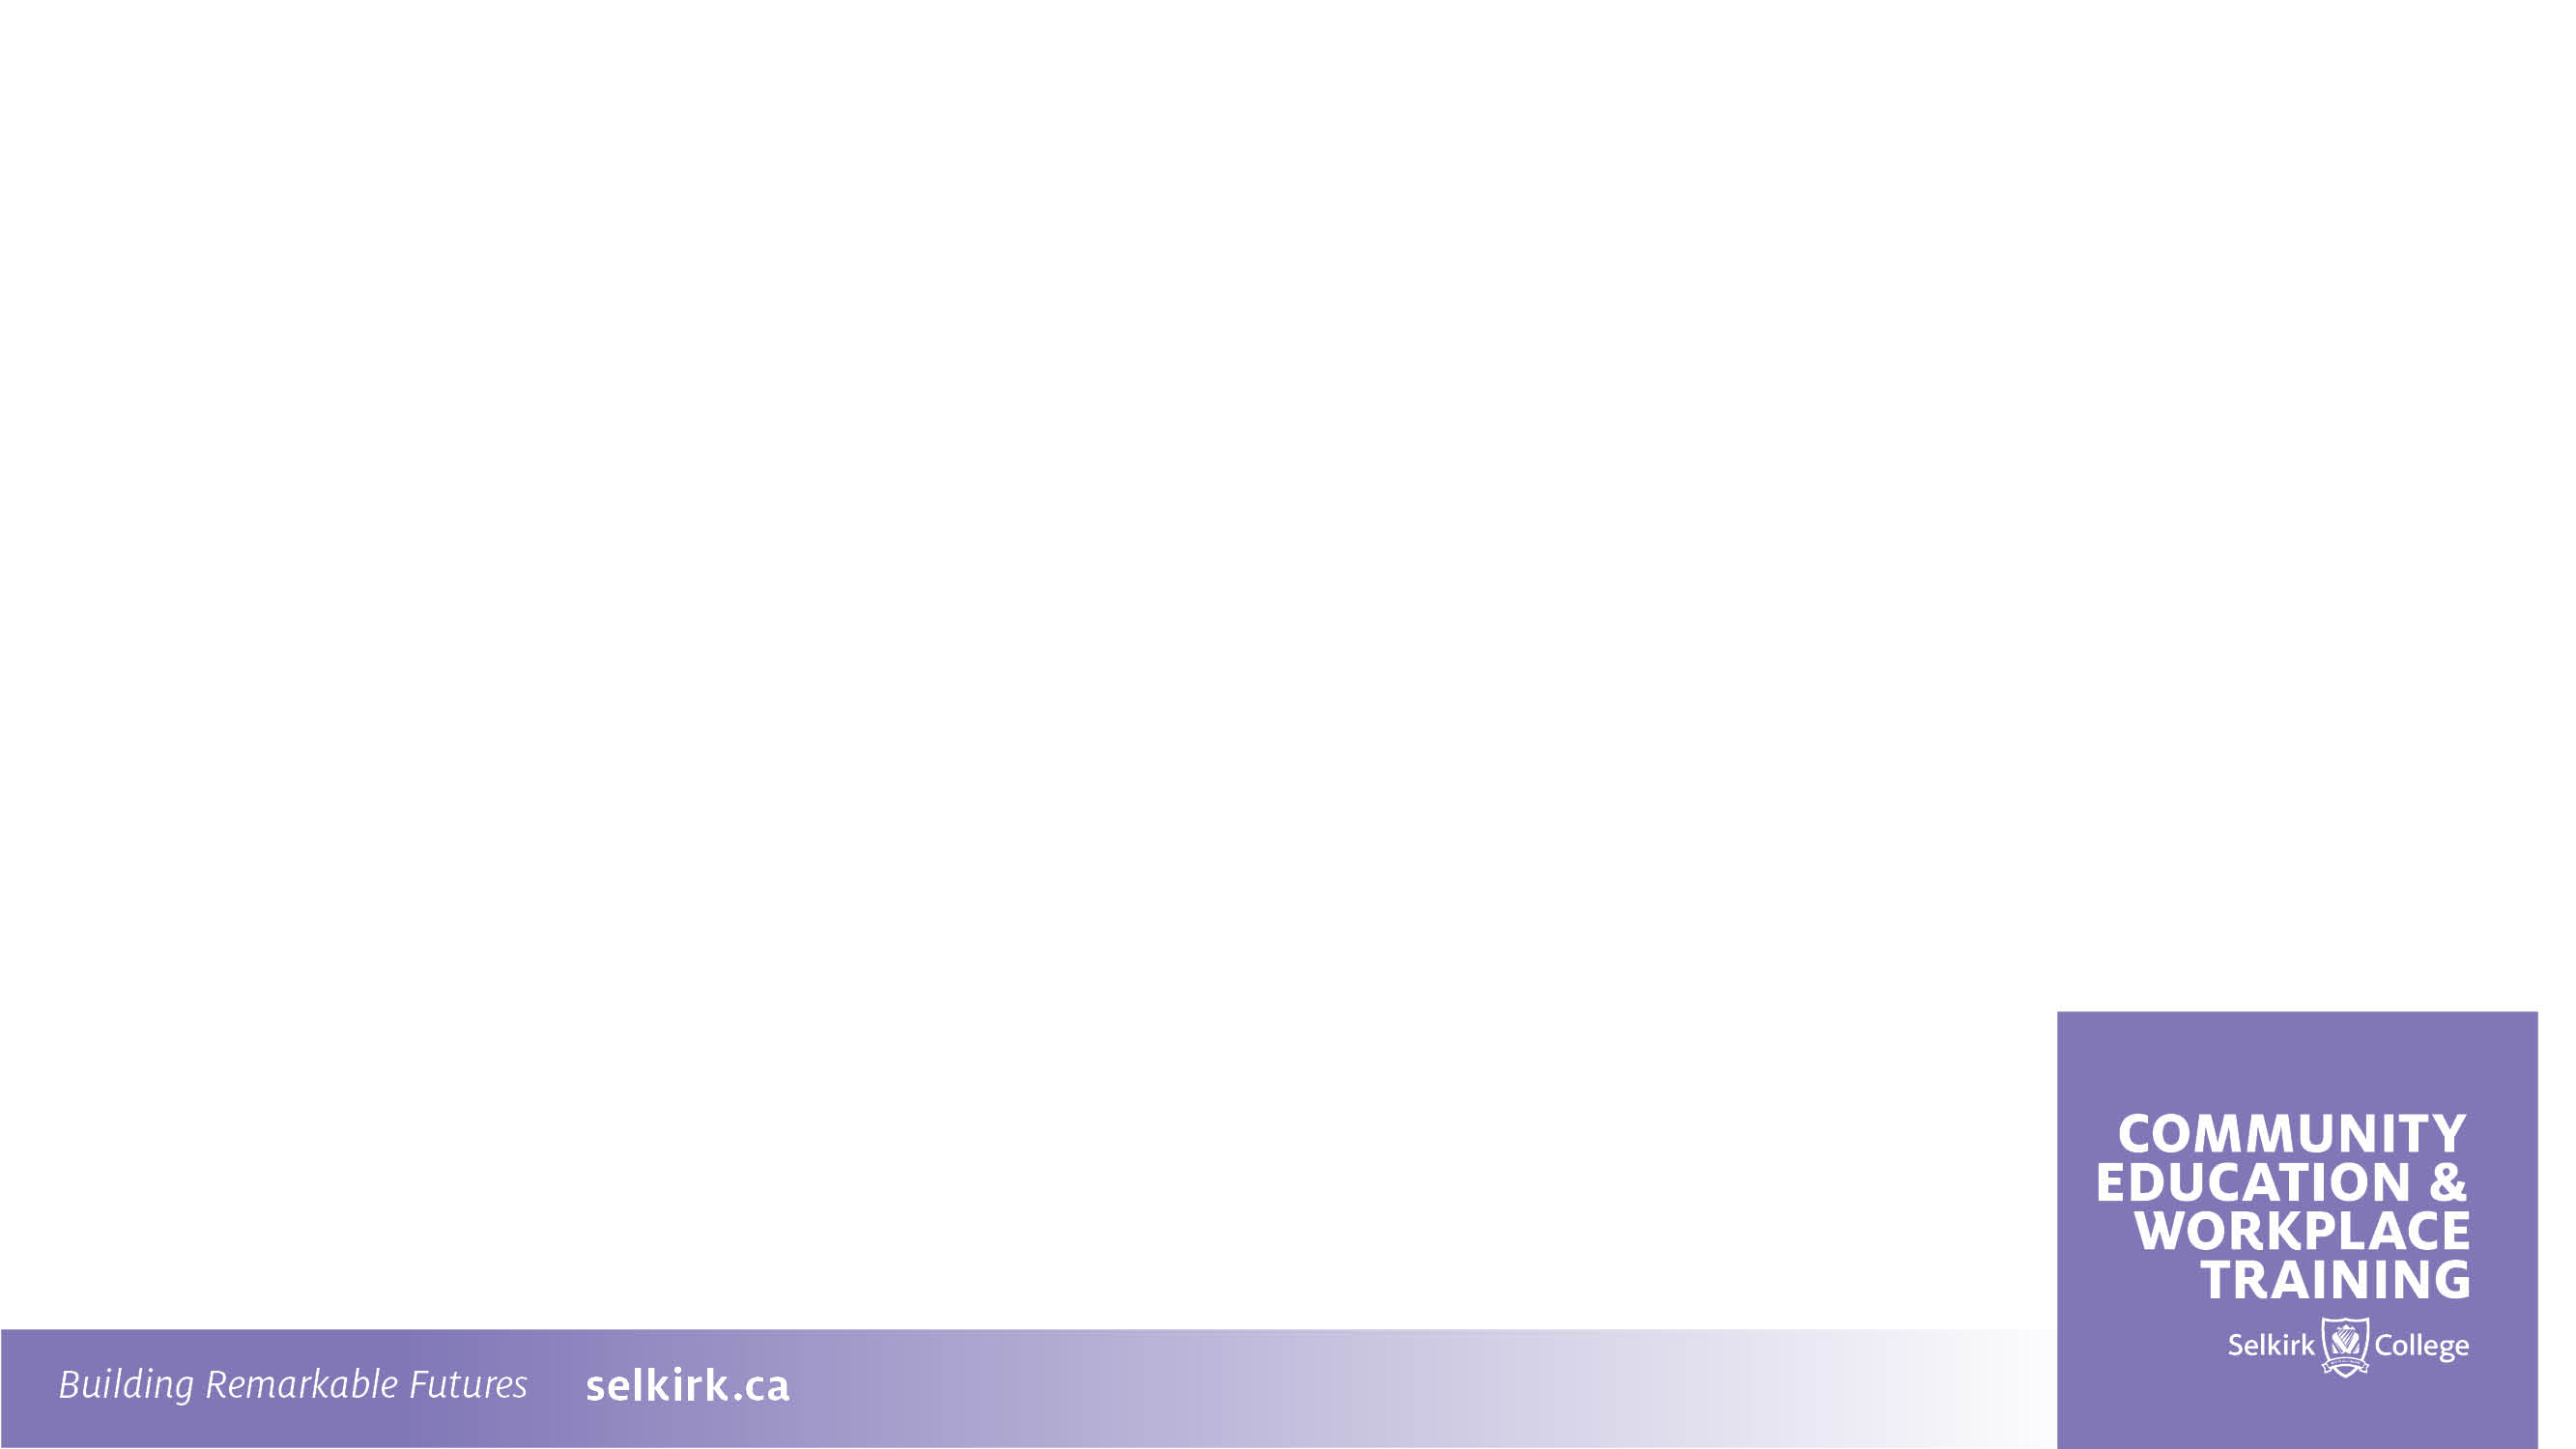 COMMUNITY
EDUCATION &
WORKPLACE
TRAINING
Selkirk College
Building Remarkable Futures selkirk.ca